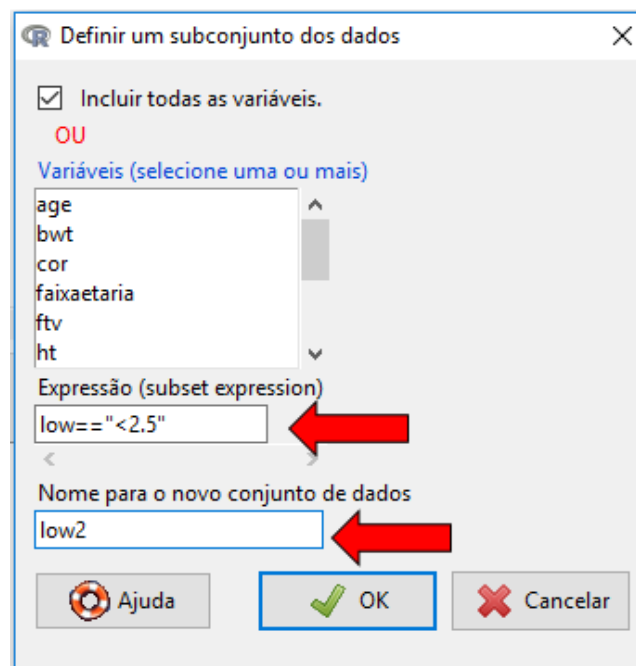 Definir um subconjunto dos dados
Incluir todas as variáveis.
OU
Variáveis (selecione uma ou mais)
age
bwt
cor
faixaetaria
ftv
ht
Expressão (subset expression)
low=="<2.5"
Nome para o novo conjunto de dados
low2
Ajuda
OK
Cancelar